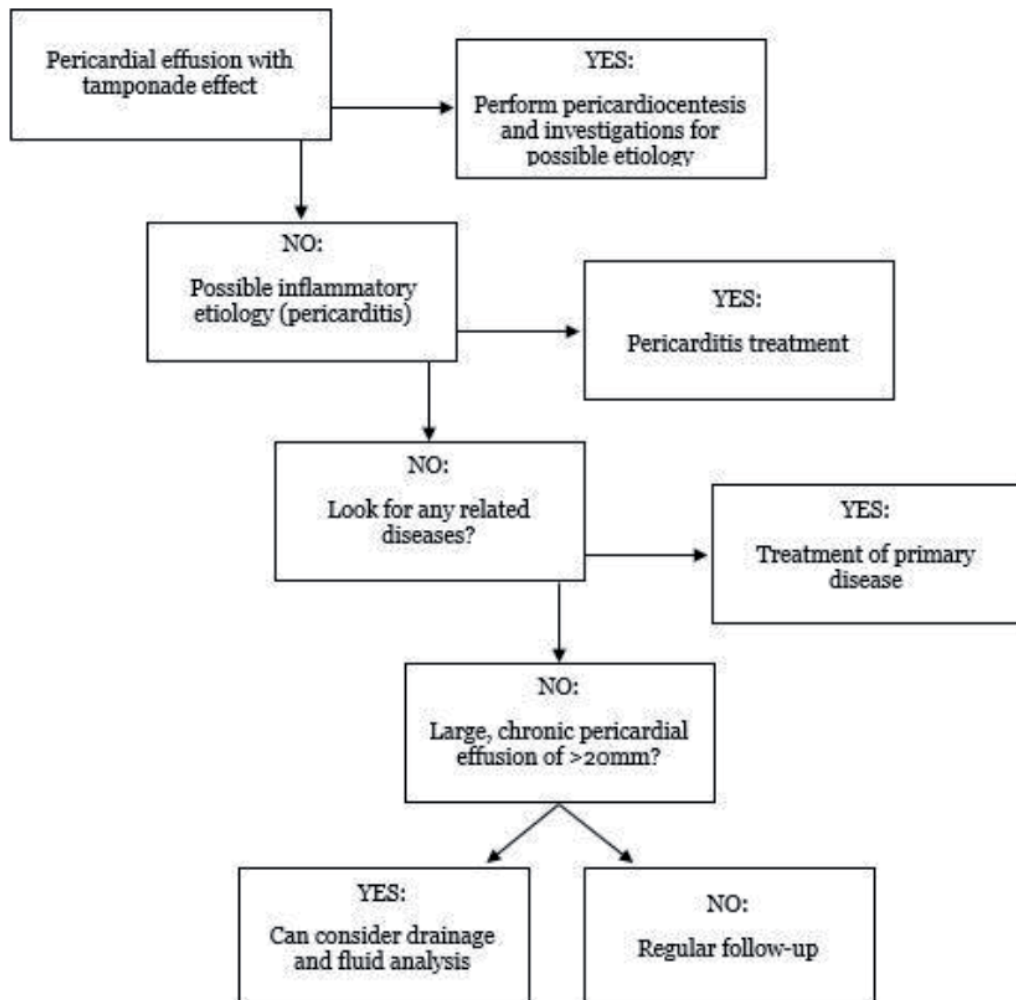 Pericardial effusion with
tamponade effect
YES:
Perform pericardiocentesis
and investigations for
possible etiology
NO:
Possible inflammatory
etiology (pericarditis)
YES:
Pericarditis treatment
NO:
Look for any related
diseases?
YES:
Treatment of primary
disease
NO:
Large, chronic pericardial
effusion of >20mm?
YES:
Can consider drainage
and fluid analysis
NO:
Regular follow-up